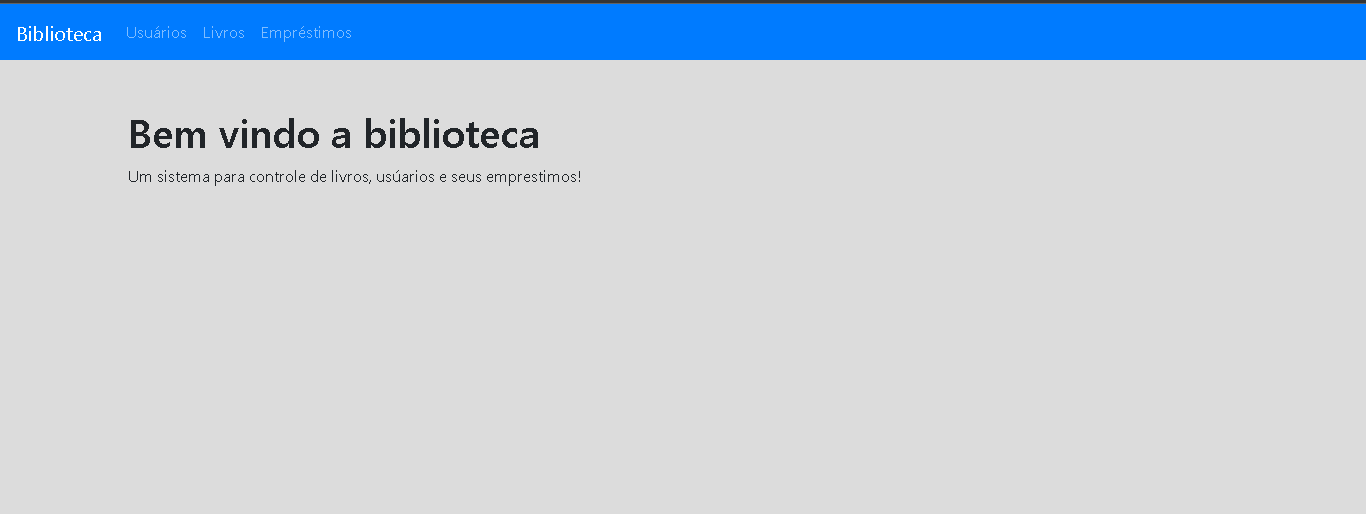 Biblioteca Usuários Livros Empréstimos
Bem vindo a biblioteca
Um sistema para controle de livros, usúarios e seus emprestimos!